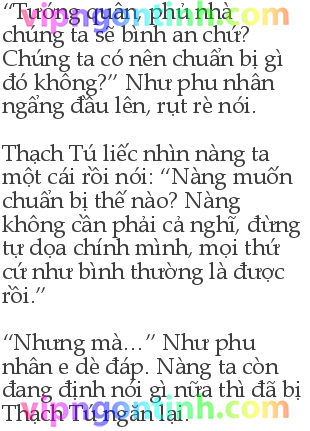 “Tướng quân, phủ nhà
chúng ta sẽ bình an chứ?
Chúng ta có nên chuẩn bị gì
đó không?” Như phu nhân
ngẩng đầu lên, rụt rè nói.
Thạch Tú liếc nhìn nàng ta
một cái rồi nói: “Nàng muốn
chuẩn bị thế nào? Nàng
không cần phải cả nghĩ, đừng
tự dọa chính mình, mọi thứ
cứ như bình thường là được
rồi.”
“Nhưng mà...” Như phu
nhân e dè đáp. Nàng ta còn
đang định nói gì nữa thì đã bị
Thạch Tú ngăn lại.
vipngontinh.com
vipngontinh.com